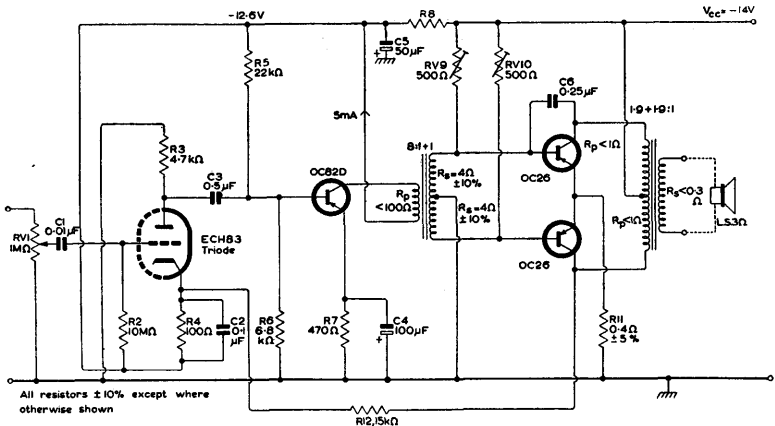 -12·6V
R8
Vcc= -14V
C5
50µF
R5
22kΩ
RV9
500Ω
RV10
500Ω
C6
0·25µF
1·9+1·9:1
5mA
R3
4·7kΩ
C3
0·5µF
OC82D
8:1+1
Rs=4Ω
±10%
Rp
<100Ω
Rs=4Ω
±10%
OC26
Rp<1Ω
Rp<1Ω
Rs<0·3
Ω
LS3Ω
RV1
1MΩ
C1
0·01µF
ECH83
Triode
OC26
R2
10MΩ
R4
100Ω
C2
0·1
µF
R6
6·8
kΩ
R7
470Ω
C4
100µF
R11
0·4Ω
±5%
All resistors ±10% except where
otherwise shown
R12,15kΩ